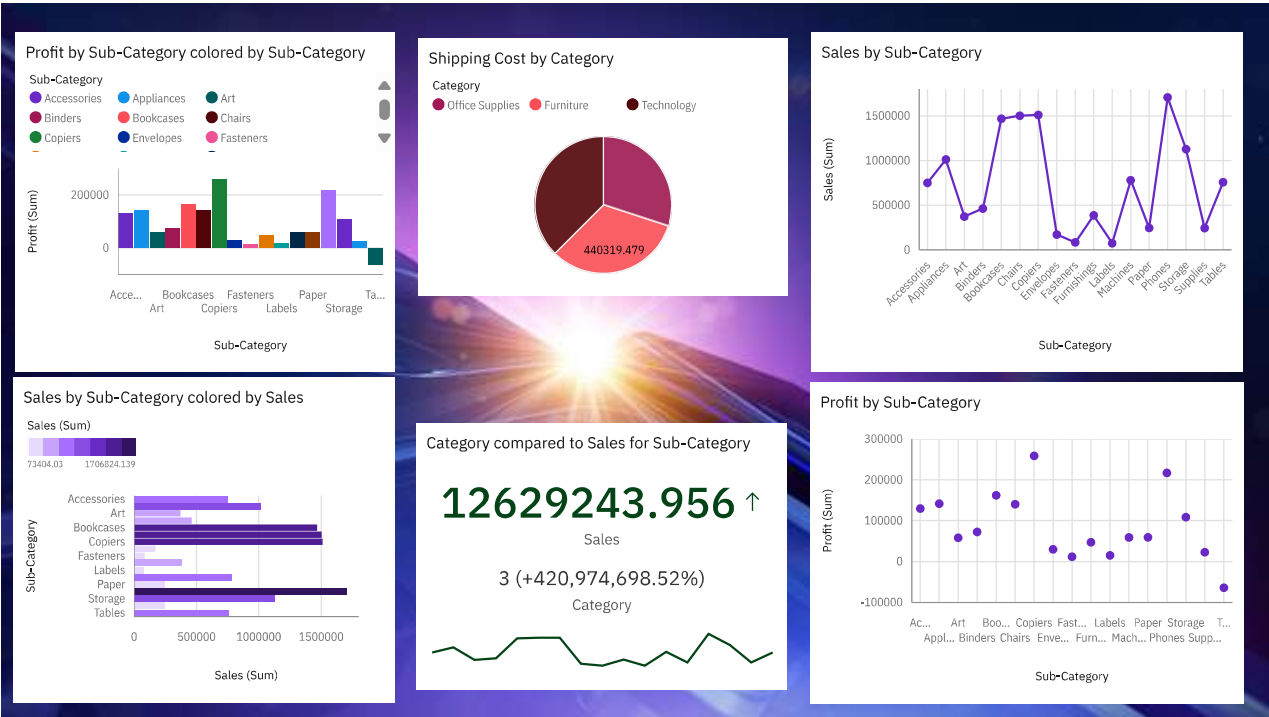 Profit by Sub-Category colored by Sub-Category
Sub-Category
Accessories
Appliances
Art
Binders
Bookcases
Chairs
Copiers
Envelopes
Fasteners
Profit (Sum)
200000
0
Acce...
Bookcases
Fasteners
Paper
Ta...
Art
Copiers
Labels
Storage
Sub-Category
Shipping Cost by Category
Category
Office Supplies
Furniture
Technology
440319.479
Sales by Sub-Category
Sales (Sum)
1500000
1000000
500000
0
Accessories
Appliances
Art
Binders
Bookcases
Chairs
Copiers
Envelopes
Fasteners
Furnishings
Labels
Machines
Paper
Phones
Storage
Supplies
Tables
Sub-Category
Sales by Sub-Category colored by Sales
Sales (Sum)
73404.03
1706824.139
Sub-Category
Accessories
Art
Bookcases
Copiers
Fasteners
Labels
Paper
Storage
Tables
0
500000
1000000
1500000
Sales (Sum)
Category compared to Sales for Sub-Category
12629243.956 ↑
Sales
3 (+420,974,698.52%)
Category
Profit by Sub-Category
Profit (Sum)
300000
200000
100000
0
-100000
Ac...
Art
Boo...
Copiers
Fast...
Labels
Paper
Storage
T...
Appl...
Binders
Chairs
Enve...
Furn...
Mach...
Phones
Supp...
Sub-Category